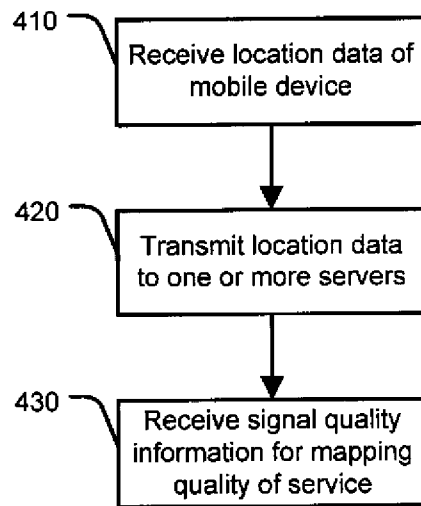 410
Receive location data of
mobile device
420
Transmit location data
to one or more servers
430
Receive signal quality
information for mapping
quality of service